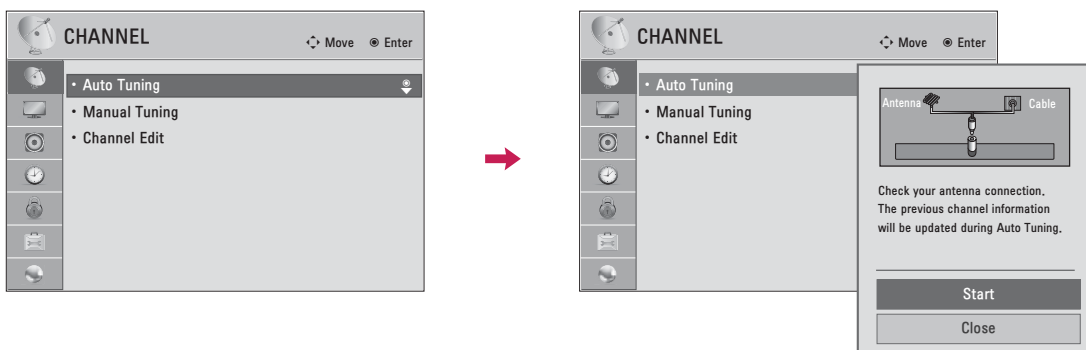 CHANNEL
Move Enter
• Auto Tuning
• Manual Tuning
• Channel Edit
CHANNEL
Move Enter
• Auto Tuning
• Manual Tuning
• Channel Edit
Antenna Cable
Check your antenna connection.
The previous channel information
will be updated during Auto Tuning.
Start
Close